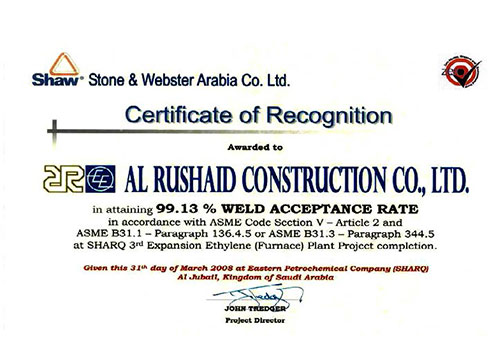 Shaw® Stone & Webster Arabia Co. Ltd.
Certificate of Recognition
Awarded to
AR AL RUSHAID CONSTRUCTION CO., LTD.
in attaining 99.13 % WELD ACCEPTANCE RATE
in accordance with ASME Code Section V – Article 2 and
ASME B31.1 – Paragraph 136.4.5 or ASME B31.3 – Paragraph 344.5
at SHARQ 3rd Expansion Ethylene (Furnace) Plant Project completion.
Given this 31th day of March 2008 at Eastern Petrochemical Company (SHARQ)
Al Jubail, Kingdom of Saudi Arabia
JOHN TREDGER
Project Director